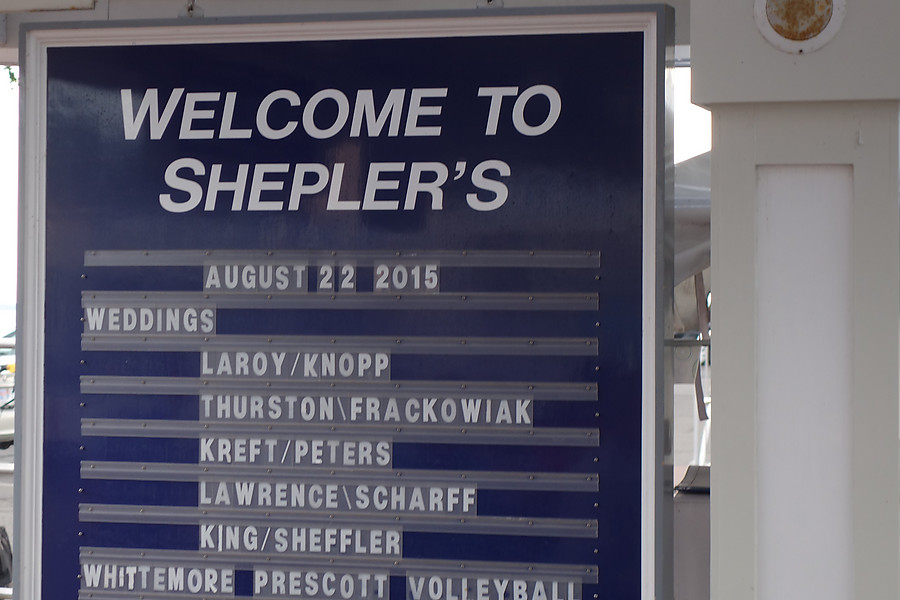 WELCOME TO
SHEPLER'S
AUGUST 22 2015
WEDDINGS
LAROY/KNOPP
THURSTON\FRACKOWIAK
KREFT/PETERS
LAWRENCE\SCHARFF
KING/SHEFFLER
WHITTEMORE PRESCOTT VOLLEYBALL